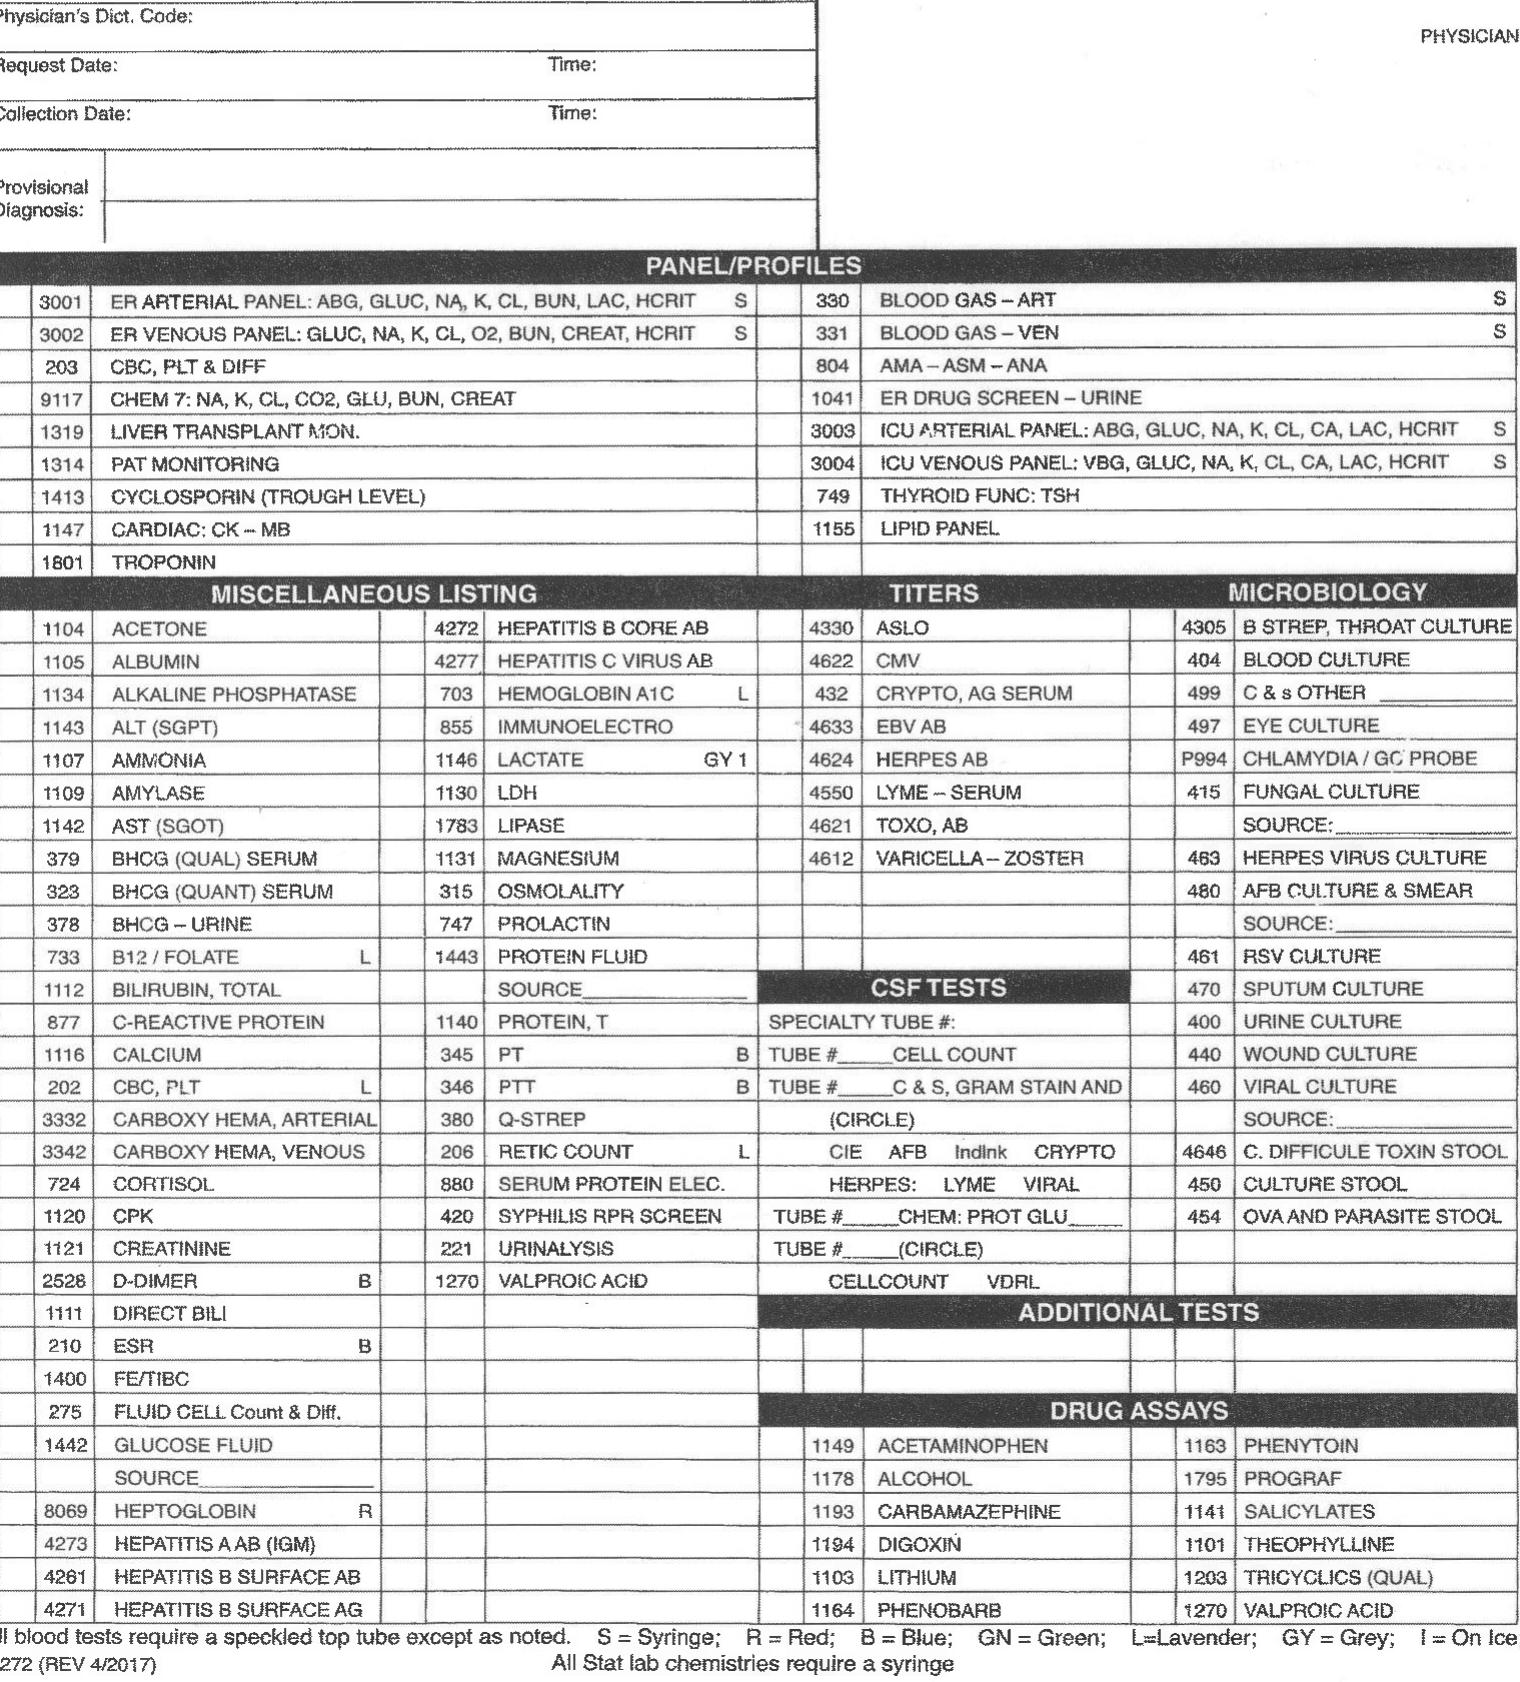 Physician's Dict. Code:
PHYSICIAN
Request Date: Time:
Collection Date: Time:
Provisional
Diagnosis:
PANEL/PROFILES
3001 ER ARTERIAL PANEL: ABG, GLUC, NA, K, CL, BUN, LAC, HCRIT S
3002 ER VENOUS PANEL: GLUC, NA, K, CL, O2, BUN, CREAT, HCRIT S
203 CBC, PLT & DIFF
9117 CHEM 7: NA, K, CL, CO2, GLU, BUN, CREAT
1319 LIVER TRANSPLANT MON.
1314 PAT MONITORING
1413 CYCLOSPORIN (TROUGH LEVEL)
1147 CARDIAC: CK – MB
1801 TROPONIN
330 BLOOD GAS – ART S
331 BLOOD GAS – VEN S
804 AMA – ASM – ANA
1041 ER DRUG SCREEN – URINE
3003 ICU ARTERIAL PANEL: ABG, GLUC, NA, K, CL, CA, LAC, HCRIT S
3004 ICU VENOUS PANEL: VBG, GLUC, NA, K, CL, CA, LAC, HCRIT S
749 THYROID FUNC: TSH
1155 LIPID PANEL
MISCELLANEOUS LISTING
1104 ACETONE
1105 ALBUMIN
1134 ALKALINE PHOSPHATASE
1143 ALT (SGPT)
1107 AMMONIA
1109 AMYLASE
1142 AST (SGOT)
379 BHCG (QUAL) SERUM
323 BHCG (QUANT) SERUM
378 BHCG – URINE
733 B12 / FOLATE L
1112 BILIRUBIN, TOTAL
877 C-REACTIVE PROTEIN
1116 CALCIUM
202 CBC, PLT L
3332 CARBOXY HEMA, ARTERIAL
3342 CARBOXY HEMA, VENOUS
724 CORTISOL
1120 CPK
1121 CREATININE
2528 D-DIMER B
1111 DIRECT BILI
210 ESR B
1400 FE/TIBC
275 FLUID CELL Count & Diff.
1442 GLUCOSE FLUID
SOURCE
8069 HEPTOGLOBIN R
4273 HEPATITIS A AB (IGM)
4261 HEPATITIS B SURFACE AB
4271 HEPATITIS B SURFACE AG
4272 HEPATITIS B CORE AB
4277 HEPATITIS C VIRUS AB
703 HEMOGLOBIN A1C L
855 IMMUNOELECTRO
1146 LACTATE GY 1
1130 LDH
1783 LIPASE
1131 MAGNESIUM
315 OSMOLALITY
747 PROLACTIN
1443 PROTEIN FLUID
SOURCE
1140 PROTEIN, T
345 PT B
346 PTT B
380 Q-STREP
206 RETIC COUNT L
880 SERUM PROTEIN ELEC.
420 SYPHILIS RPR SCREEN
221 URINALYSIS
1270 VALPROIC ACID
TITERS
4330 ASLO
4622 CMV
432 CRYPTO, AG SERUM
4633 EBV AB
4624 HERPES AB
4550 LYME – SERUM
4621 TOXO, AB
4612 VARICELLA – ZOSTER
CSF TESTS
SPECIALTY TUBE #:
TUBE #_____CELL COUNT
TUBE #_____C & S, GRAM STAIN AND
(CIRCLE)
CIE AFB IndInk CRYPTO
HERPES: LYME VIRAL
TUBE #_____CHEM: PROT GLU_____
TUBE #_____(CIRCLE)
CELLCOUNT VDRL
MICROBIOLOGY
4305 B STREP, THROAT CULTURE
404 BLOOD CULTURE
499 C & s OTHER
497 EYE CULTURE
P994 CHLAMYDIA / GC PROBE
415 FUNGAL CULTURE
SOURCE:
463 HERPES VIRUS CULTURE
480 AFB CULTURE & SMEAR
SOURCE:
461 RSV CULTURE
470 SPUTUM CULTURE
400 URINE CULTURE
440 WOUND CULTURE
460 VIRAL CULTURE
SOURCE:
4646 C. DIFFICULE TOXIN STOOL
450 CULTURE STOOL
454 OVA AND PARASITE STOOL
ADDITIONAL TESTS
DRUG ASSAYS
1149 ACETAMINOPHEN
1178 ALCOHOL
1193 CARBAMAZEPHINE
1194 DIGOXIN
1103 LITHIUM
1164 PHENOBARB
1163 PHENYTOIN
1795 PROGRAF
1141 SALICYLATES
1101 THEOPHYLLINE
1203 TRICYCLICS (QUAL)
1270 VALPROIC ACID
ll blood tests require a speckled top tube except as noted. S = Syringe; R = Red; B = Blue; GN = Green; L=Lavender; GY = Grey; I = On Ice
272 (REV 4/2017)
All Stat lab chemistries require a syringe